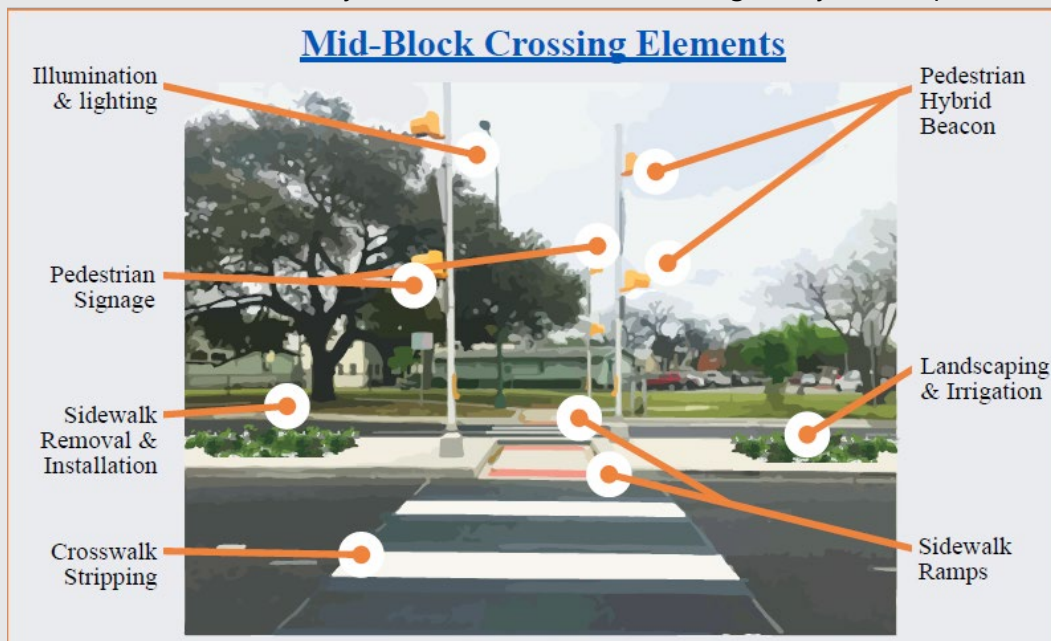 Mid-Block Crossing Elements
Illumination
& lighting
Pedestrian
Hybrid
Beacon
Pedestrian
Signage
Landscaping
& Irrigation
Sidewalk
Removal &
Installation
Crosswalk
Stripping
Sidewalk
Ramps